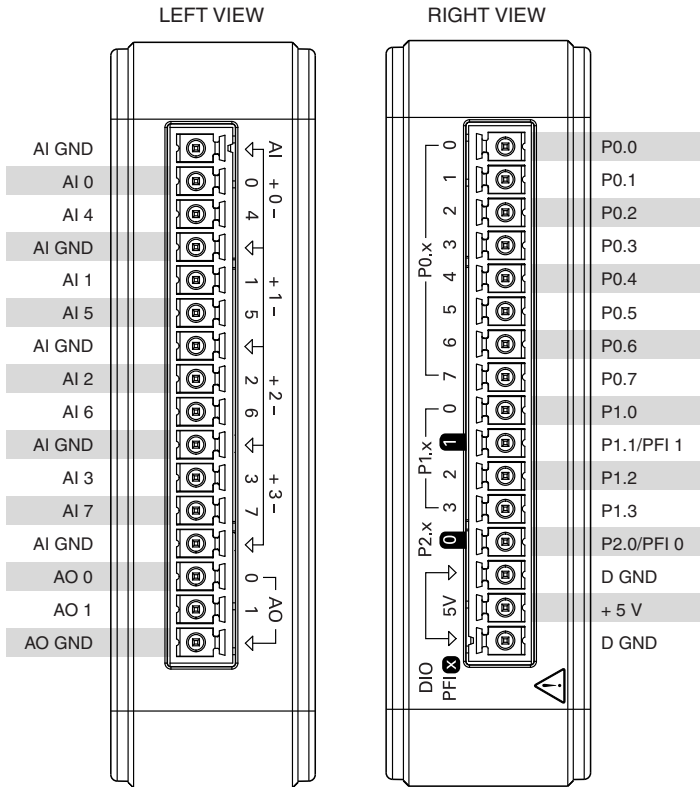 LEFT VIEW
AI GND
AI 0
AI 4
AI GND
AI 1
AI 5
AI GND
AI 2
AI 6
AI GND
AI 3
AI 7
AI GND
AO 0
AO 1
AO GND
AI
0
4
+ 0 -
1
5
+ 1 -
2
6
+ 2 -
3
7
+ 3 -
0
1
AO
RIGHT VIEW
0
1
2
3
4
5
6
7
P0.x
0
1
2
3
P1.x
0
P2.x
5V
DIO
PFI X
P0.0
P0.1
P0.2
P0.3
P0.4
P0.5
P0.6
P0.7
P1.0
P1.1/PFI 1
P1.2
P1.3
P2.0/PFI 0
D GND
+ 5 V
D GND